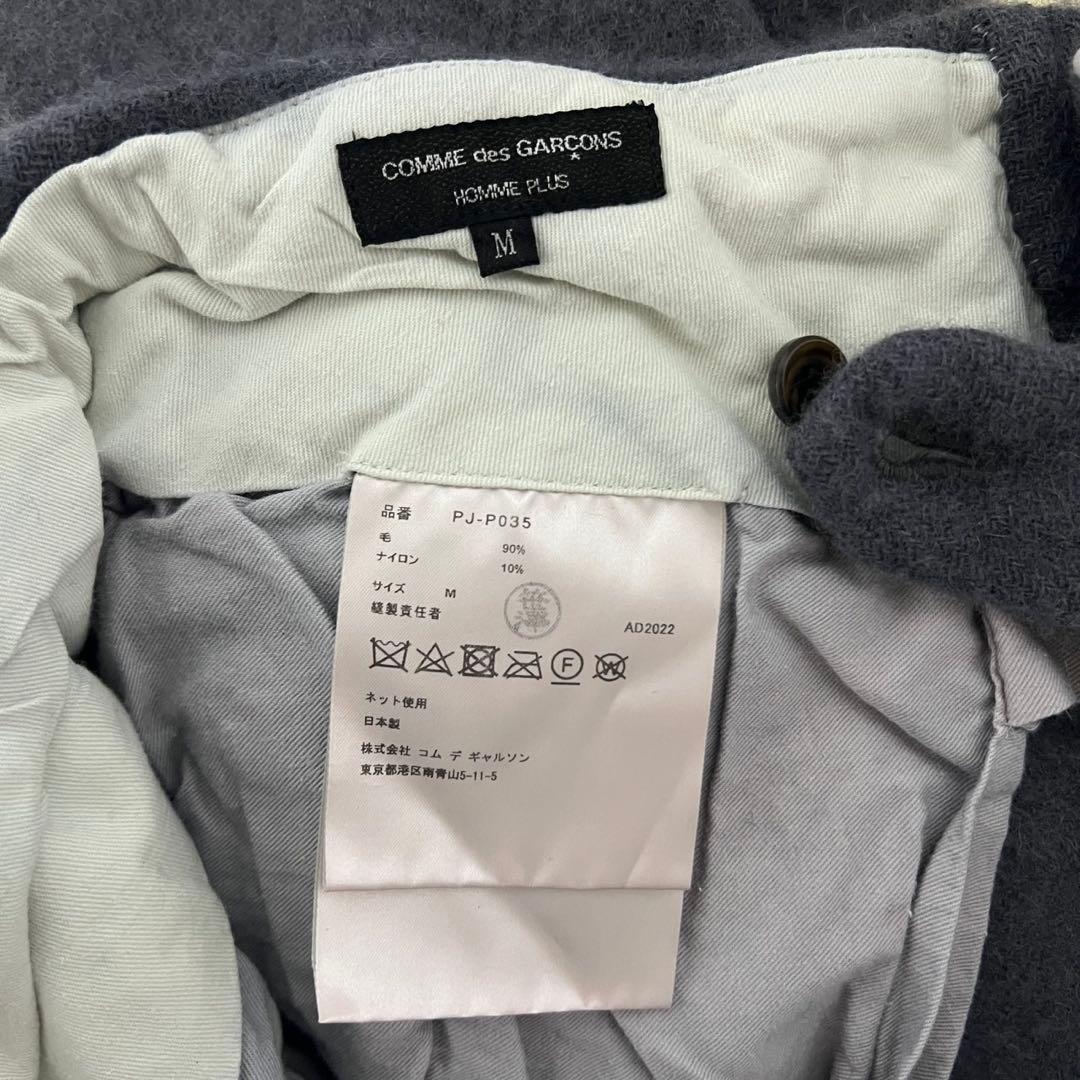 COMME des GARÇONS
HOMME PLUS
M
品番 PJ-P035
毛 90%
ナイロン 10%
サイズ M
縫製責任者
AD2022
F
W
ネット使用
日本製
株式会社 コム デ ギャルソン
東京都港区南青山5-11-5